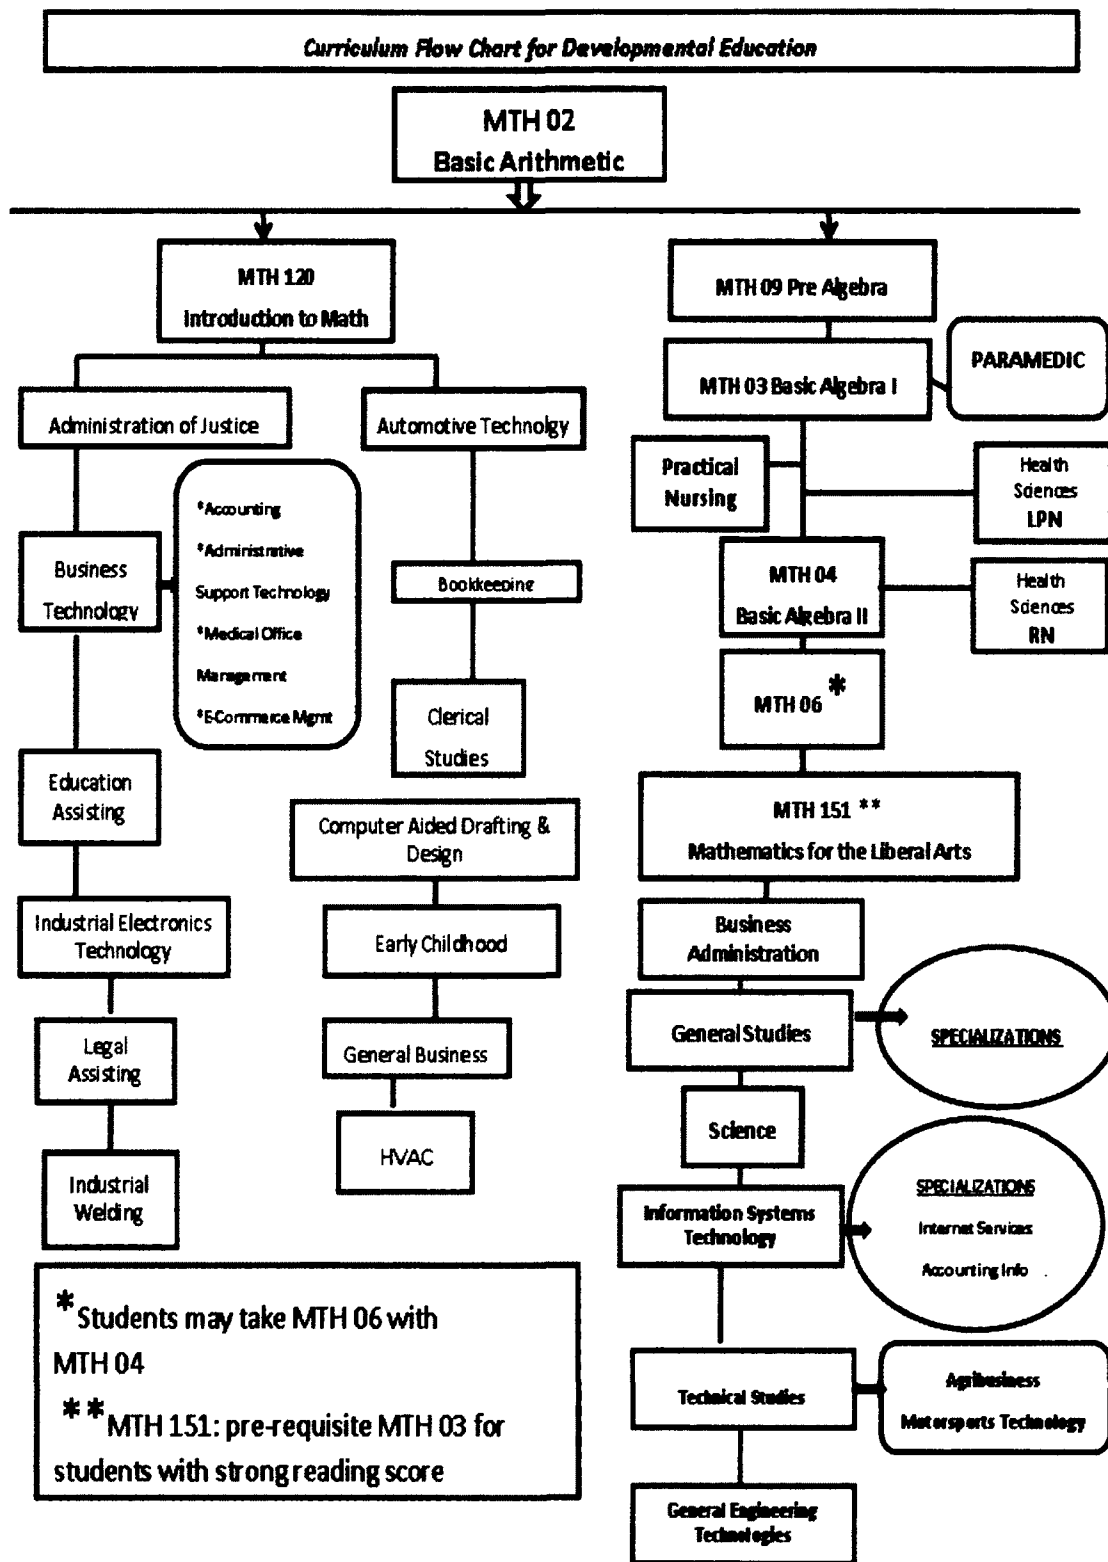 Curriculum Flow Chart for Developmental Education
MTH 02
Basic Arithmetic
MTH 120
Introduction to Math
Administration of Justice
Automotive Technolgy
Business
Technology
*Accounting
*Administrative
Support Technology
*Medical Office
Management
*E-Commerce Mgmt
Bookkeeping
Clerical
Studies
Education
Assisting
Computer Aided Drafting &
Design
Industrial Electronics
Technology
Early Childhood
Legal
Assisting
General Business
Industrial
Welding
HVAC
*Students may take MTH 06 with
MTH 04
**MTH 151: pre-requisite MTH 03 for
students with strong reading score
MTH 09 Pre Algebra
MTH 03 Basic Algebra I
PARAMEDIC
Practical
Nursing
Health
Sciences
LPN
MTH 04
Basic Algebra II
Health
Sciences
RN
MTH 06 *
MTH 151 **
Mathematics for the Liberal Arts
Business
Administration
General Studies
SPECIALIZATIONS
Science
Information Systems
Technology
SPECIALIZATIONS
Internet Services
Accounting Info
Technical Studies
Agribusiness
Motorsports Technology
General Engineering
Technologies